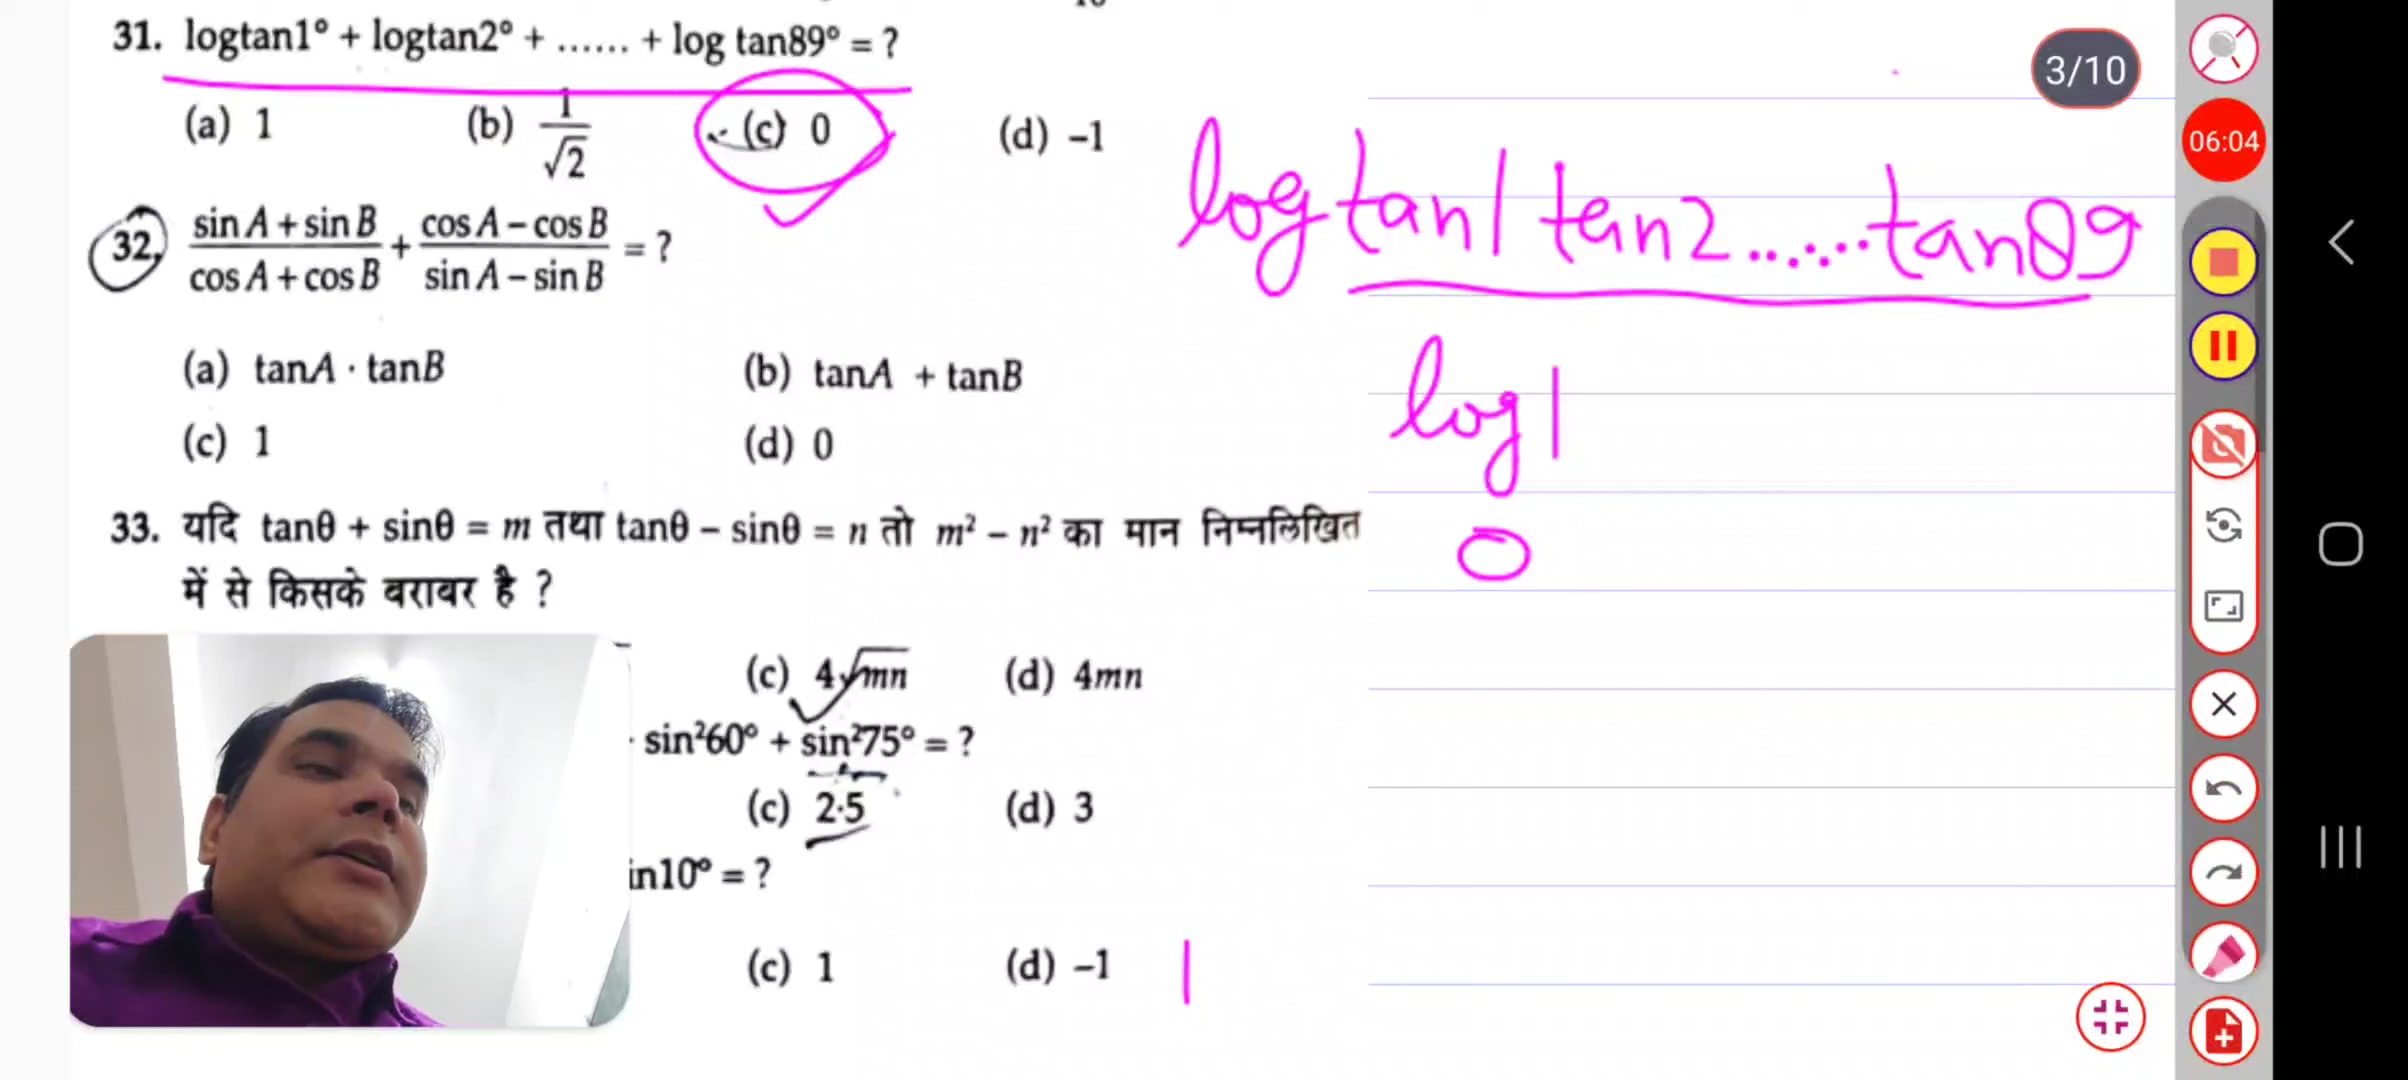 31. logtan1° + logtan2° + ...... + log tan89° = ?
(a) 1 (b) 1/√2 (c) 0 (d) -1
32. (sin A + sin B)/(cos A + cos B) + (cos A - cos B)/(sin A - sin B) = ?
(a) tanA · tanB (b) tanA + tanB
(c) 1 (d) 0
33. यदि tanθ + sinθ = m तथा tanθ - sinθ = n तो m² - n² का मान निम्नलिखित
में से किसके बराबर है ?
(c) 4√mn (d) 4mn
sin²60° + sin²75° = ?
(c) 2·5 (d) 3
in10° = ?
(c) 1 (d) -1
log tan1 tan2 ...... tan89
log1
0
3/10
06:04